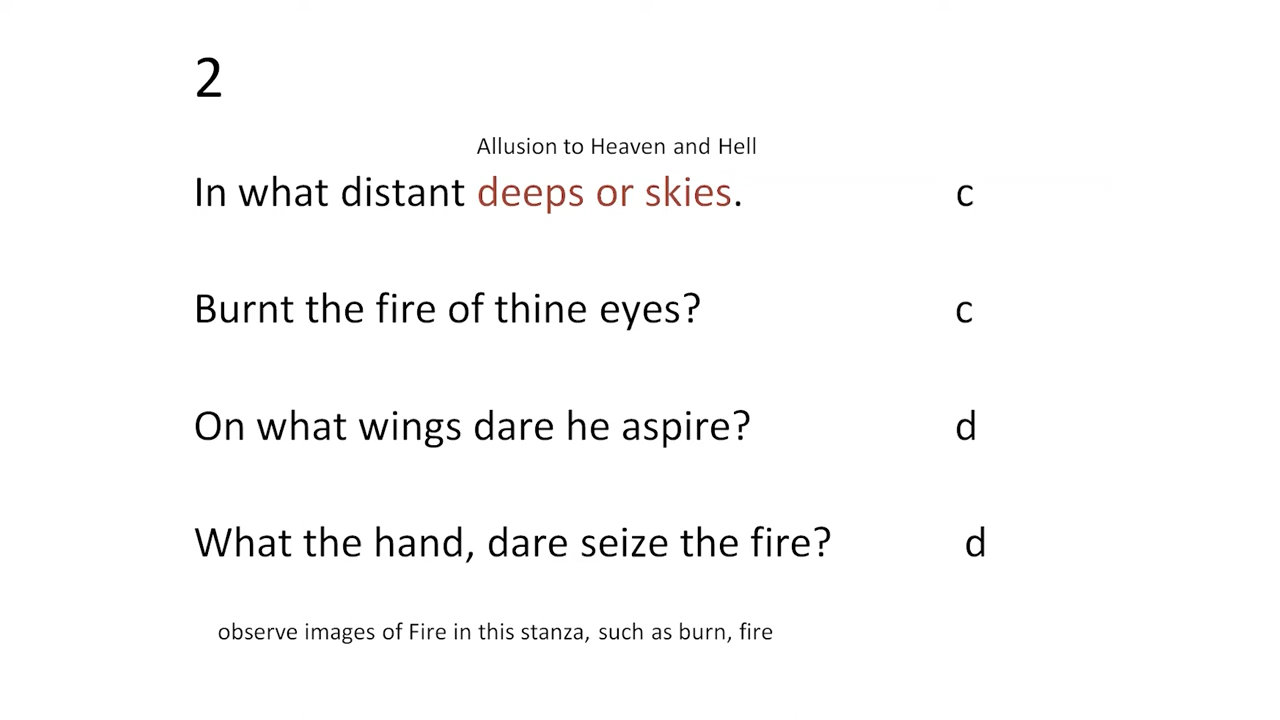 2
Allusion to Heaven and Hell
In what distant deeps or skies. c
Burnt the fire of thine eyes? c
On what wings dare he aspire? d
What the hand, dare seize the fire? d
observe images of Fire in this stanza, such as burn, fire